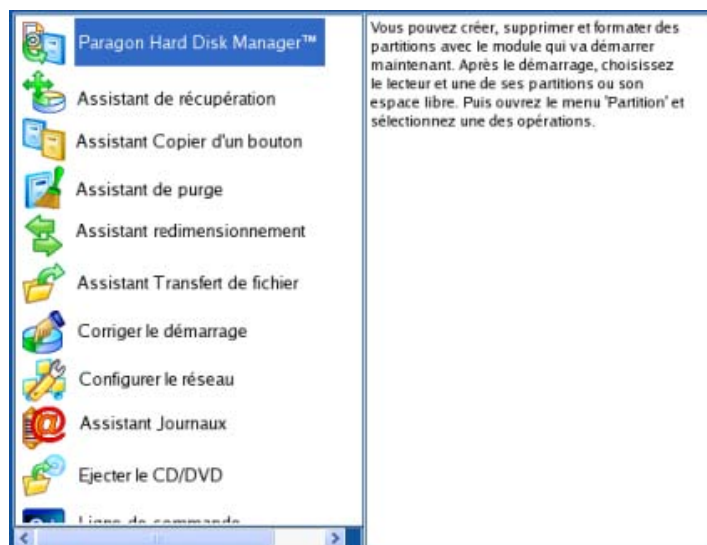 Paragon Hard Disk Manager™
Assistant de récupération
Assistant Copier d'un bouton
Assistant de purge
Assistant redimensionnement
Assistant Transfert de fichier
Corriger le démarrage
Configurer le réseau
Assistant Journaux
Ejecter le CD/DVD
Ligne de commande
Vous pouvez créer, supprimer et formater des
partitions avec le module qui va démarrer
maintenant. Après le démarrage, choisissez
le lecteur et une de ses partitions ou son
espace libre. Puis ouvrez le menu 'Partition' et
sélectionnez une des opérations.